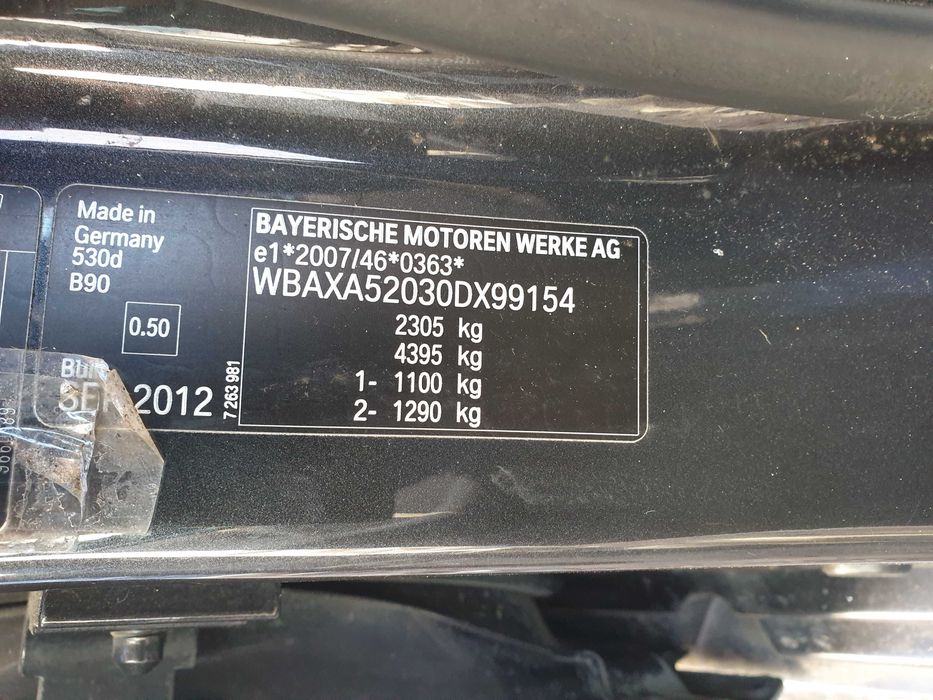 Made in
Germany
530d
B90
0.50
2012
7 263 981
BAYERISCHE MOTOREN WERKE AG
e1*2007/46*0363*
WBAXA52030DX99154
2305 kg
4395 kg
1- 1100 kg
2- 1290 kg